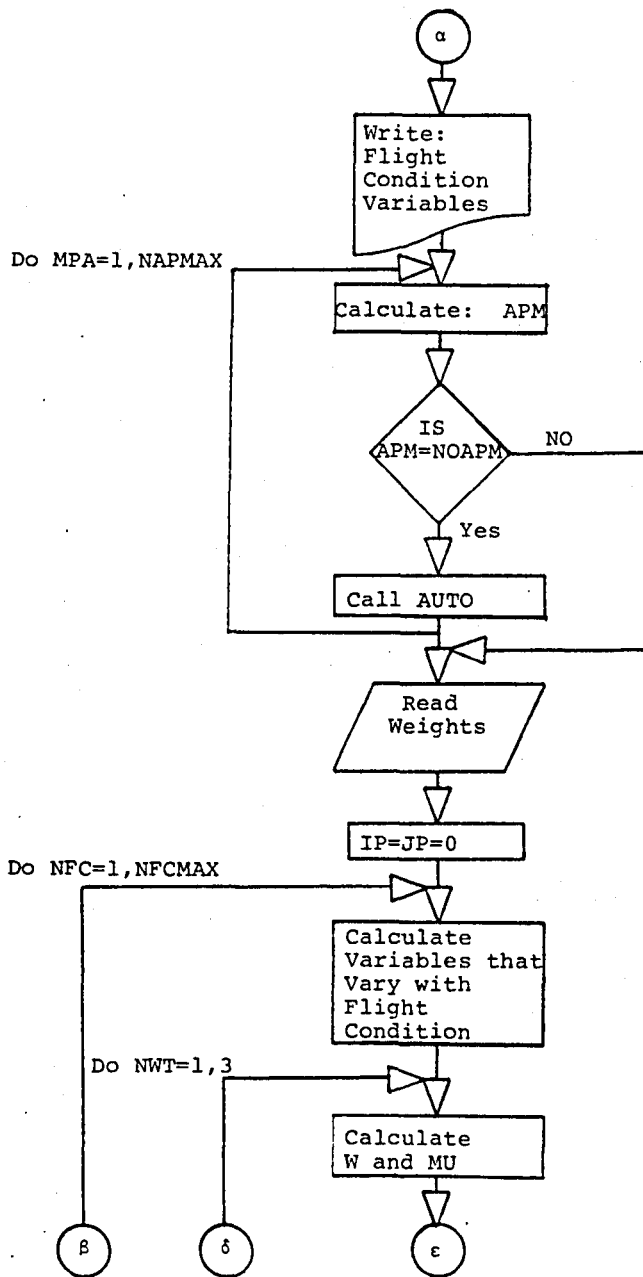 α
Write:
Flight
Condition
Variables
Do MPA=1,NAPMAX
Calculate: APM
IS
APM=NOAPM
NO
Yes
Call AUTO
Read
Weights
IP=JP=0
Do NFC=1,NFCMAX
Calculate
Variables that
Vary with
Flight
Condition
Do NWT=1,3
Calculate
W and MU
β
δ
ε